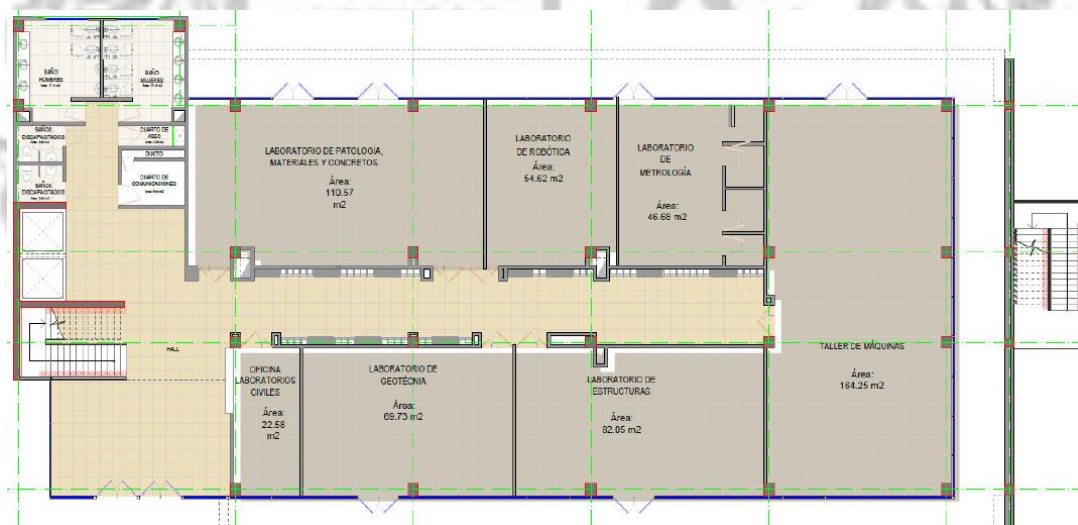 BAÑO
HOMBRES
BAÑO
MUJERES
BAÑOS
DISCAPACITADOS
CUARTO DE
ASEO
DUCTO
CUARTO DE
COMUNICACIONES
BAÑOS
DISCAPACITADOS
LABORATORIO DE PATOLOGÍA,
MATERIALES Y CONCRETOS
Área:
110.57
m2
LABORATORIO
DE ROBÓTICA
Área:
54.62 m2
LABORATORIO
DE
METROLOGÍA
Área:
46.68 m2
HALL
OFICINA
LABORATORIOS
CIVILES
Área:
22.58
m2
LABORATORIO DE
GEOTÉCNIA
Área:
69.73 m2
LABORATORIO DE
ESTRUCTURAS
Área:
82.05 m2
TALLER DE MÁQUINAS
Área:
164.25 m2